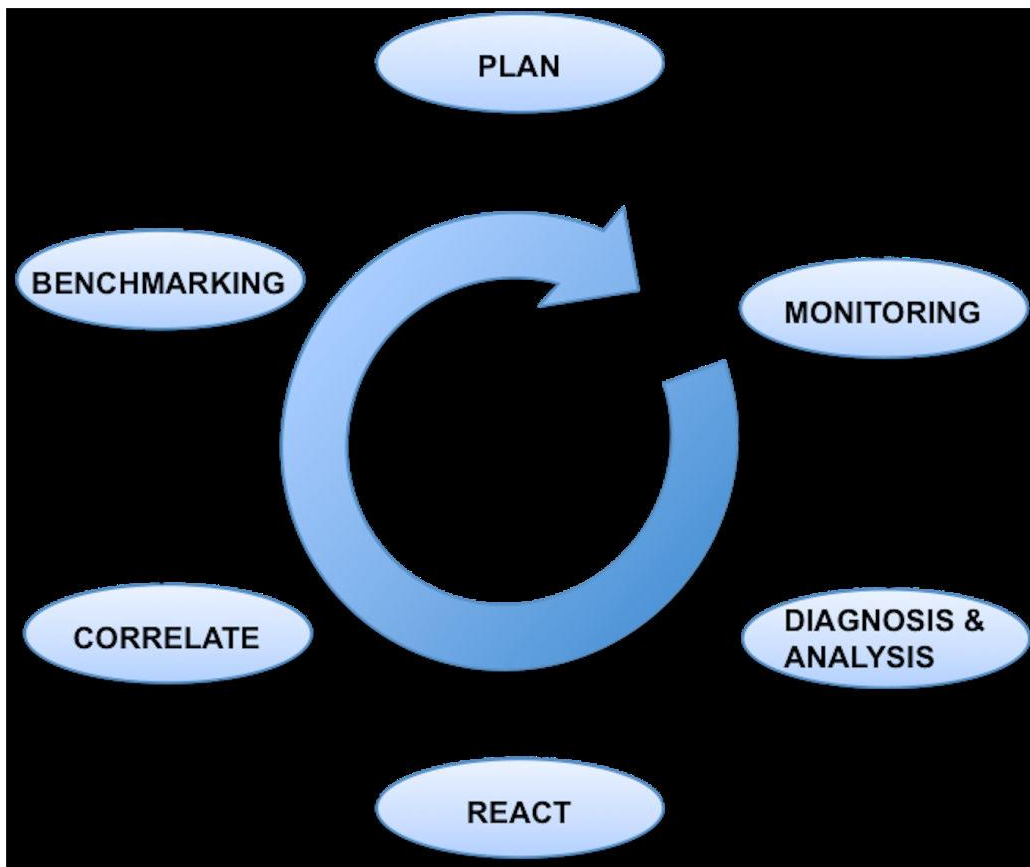 PLAN
BENCHMARKING
MONITORING
CORRELATE
DIAGNOSIS &
ANALYSIS
REACT